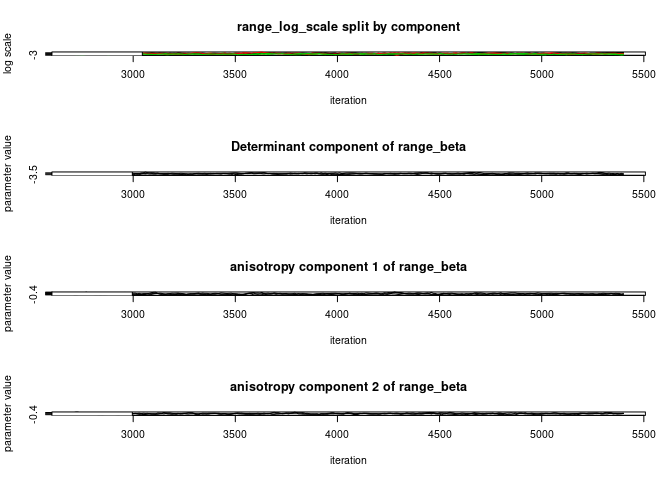 range_log_scale split by component
log scale
-3
3000 3500 4000 4500 5000 5500
iteration
Determinant component of range_beta
parameter value
-3.5
3000 3500 4000 4500 5000 5500
iteration
anisotropy component 1 of range_beta
parameter value
-0.4
3000 3500 4000 4500 5000 5500
iteration
anisotropy component 2 of range_beta
parameter value
-0.4
3000 3500 4000 4500 5000 5500
iteration